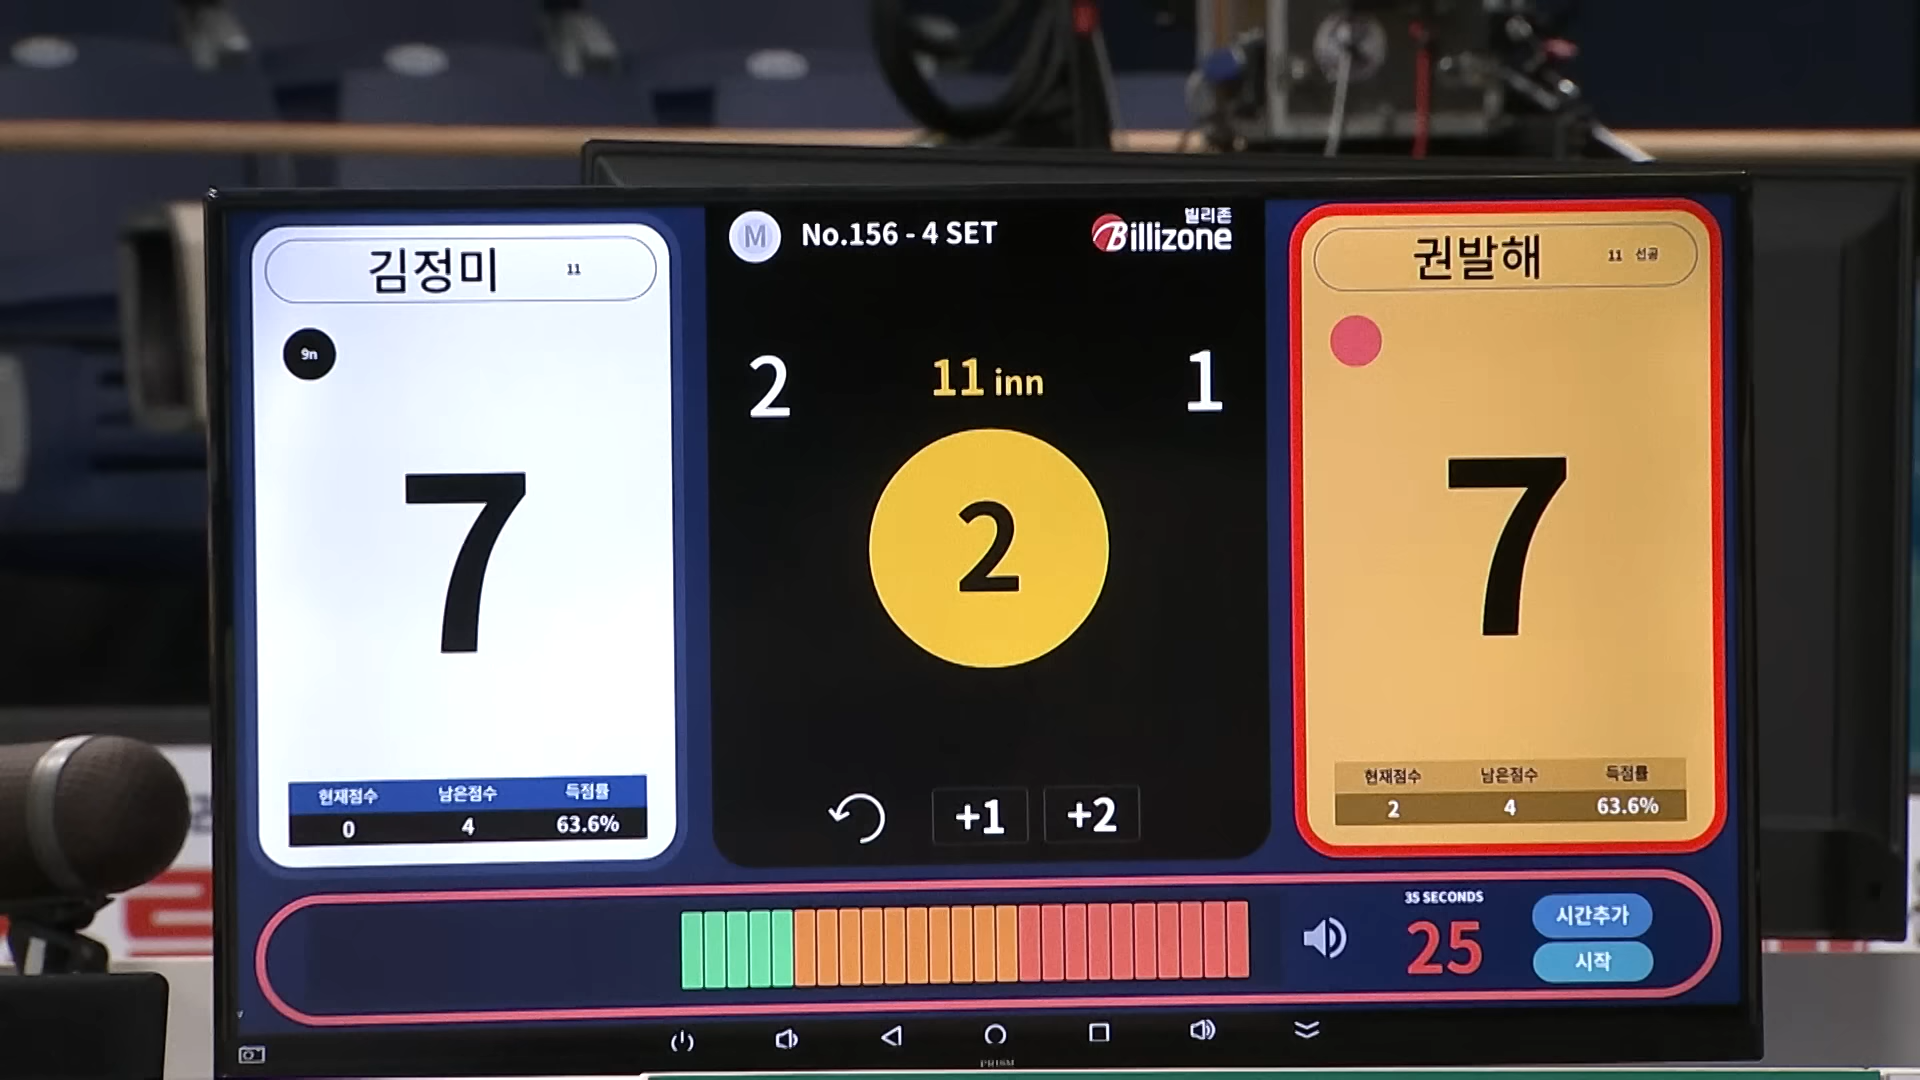 김정미 11
9n
7
현재점수 남은점수 득점률
0 4 63.6%
M No.156 - 4 SET
빌리존
Billizone
2 11 inn 1
2
+1 +2
권발해 11 선공
7
현재점수 남은점수 득점률
2 4 63.6%
35 SECONDS
25
시간추가
시작
PRISM